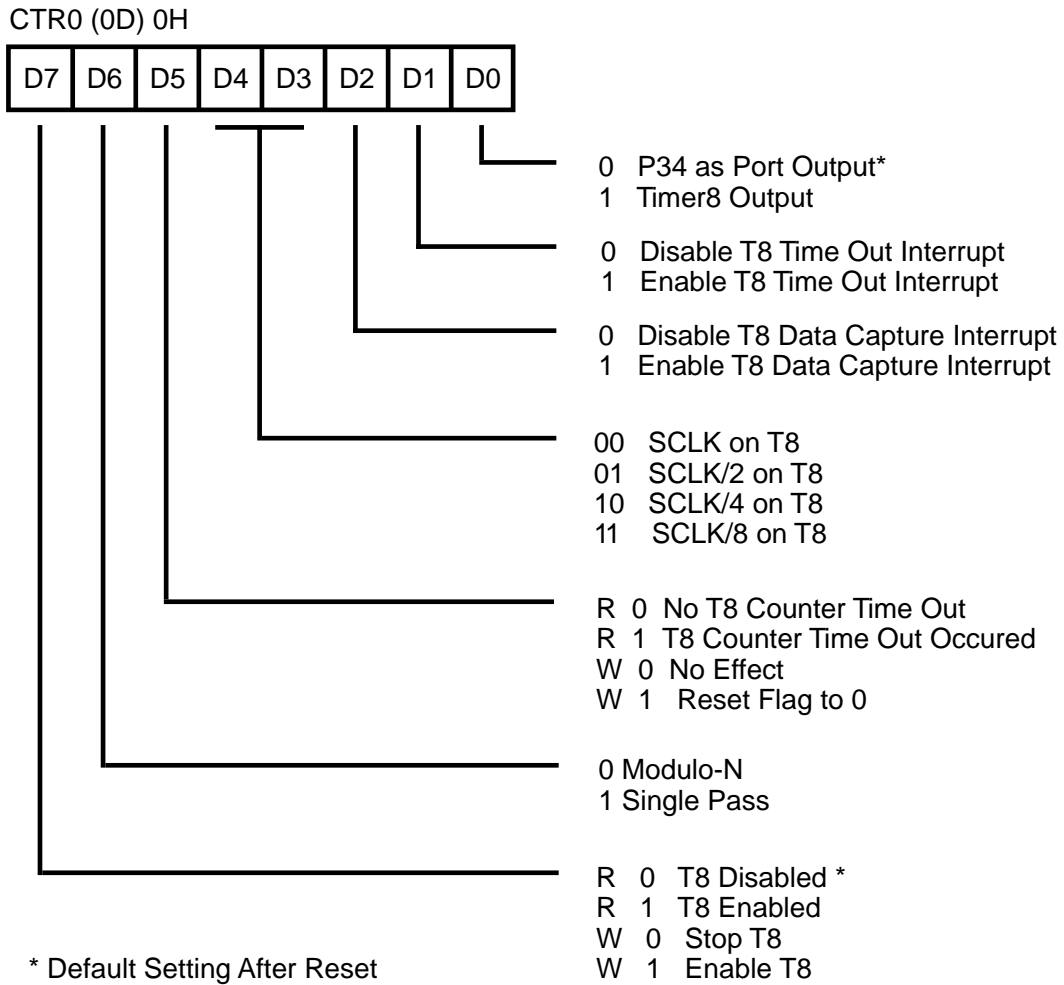 CTR0 (0D) 0H
D7 D6 D5 D4 D3 D2 D1 D0
0 P34 as Port Output*
1 Timer8 Output
0 Disable T8 Time Out Interrupt
1 Enable T8 Time Out Interrupt
0 Disable T8 Data Capture Interrupt
1 Enable T8 Data Capture Interrupt
00 SCLK on T8
01 SCLK/2 on T8
10 SCLK/4 on T8
11 SCLK/8 on T8
R 0 No T8 Counter Time Out
R 1 T8 Counter Time Out Occured
W 0 No Effect
W 1 Reset Flag to 0
0 Modulo-N
1 Single Pass
R 0 T8 Disabled *
R 1 T8 Enabled
W 0 Stop T8
W 1 Enable T8
* Default Setting After Reset